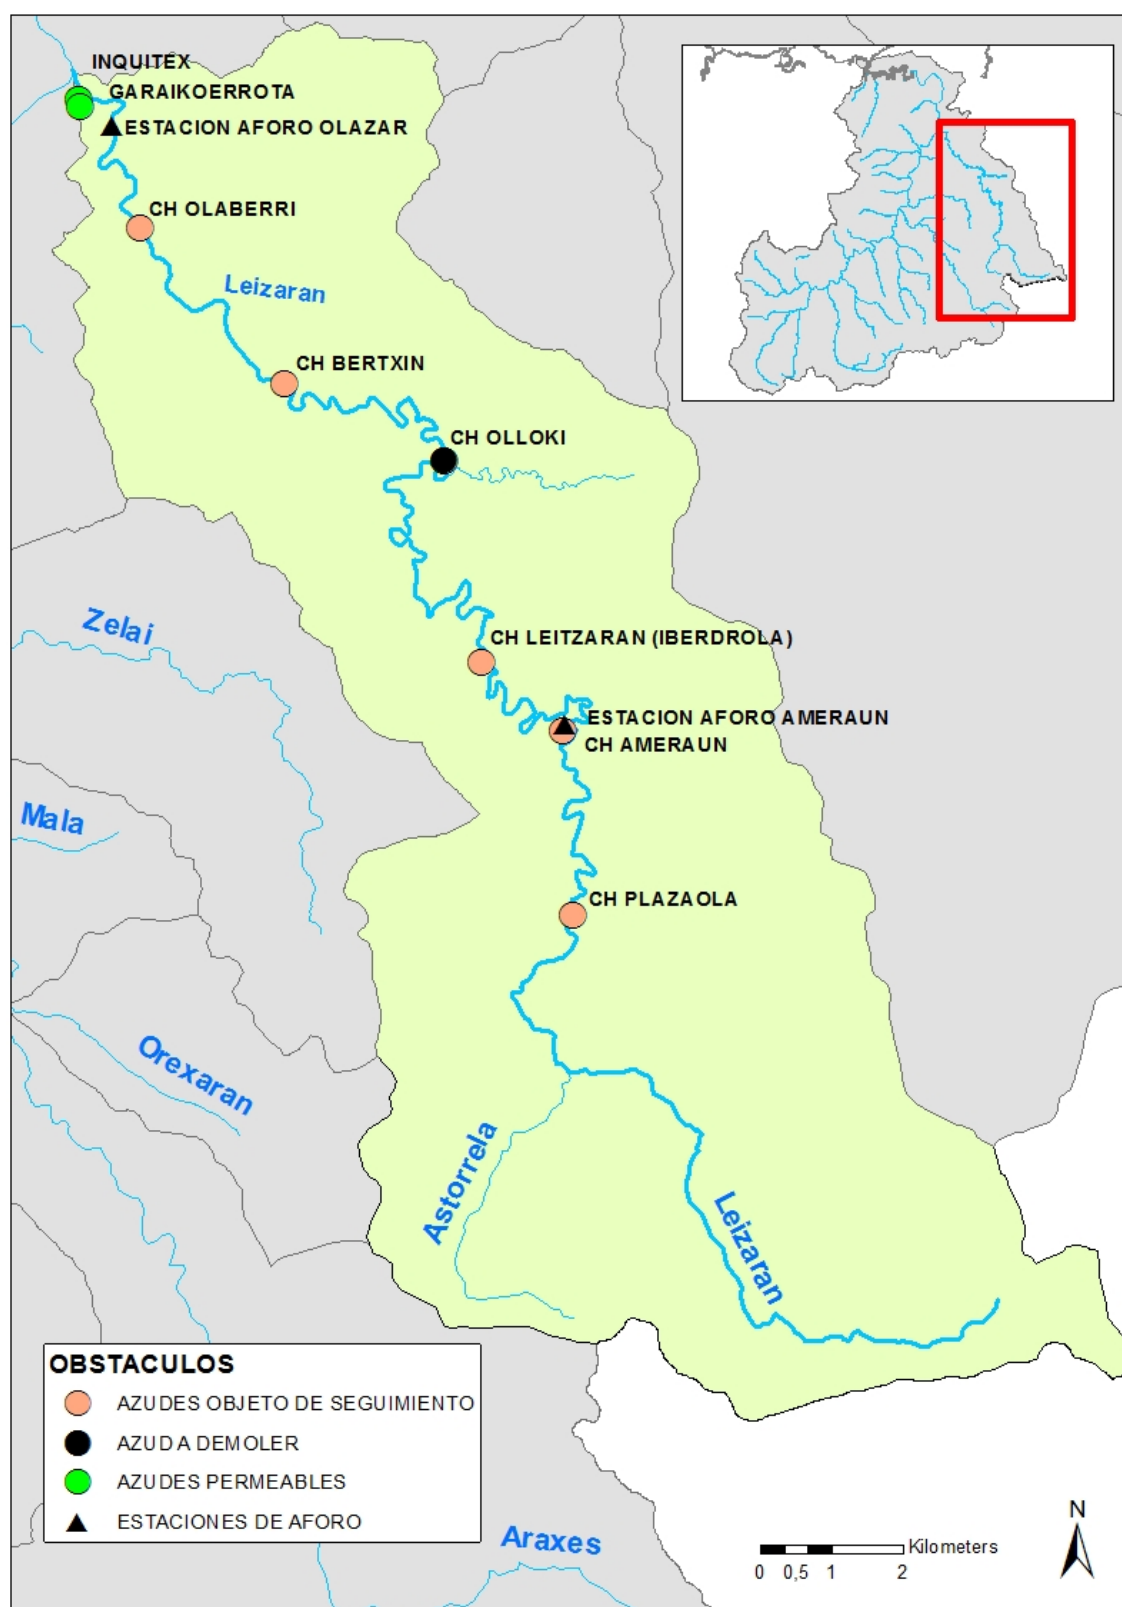 INQUITEX
GARAIKOERROTA
ESTACION AFORO OLAZAR
CH OLABERRI
Leizaran
CH BERTXIN
CH OLLOKI
Zelai
CH LEITZARAN (IBERDROLA)
ESTACION AFORO AMERAUN
CH AMERAUN
Mala
CH PLAZAOLA
Orexaran
Astorrela
Leizaran
OBSTACULOS
AZUDES OBJETO DE SEGUIMIENTO
AZUD A DEMOLER
AZUDES PERMEABLES
ESTACIONES DE AFORO
Araxes
N
Kilometers
0 0,5 1 2